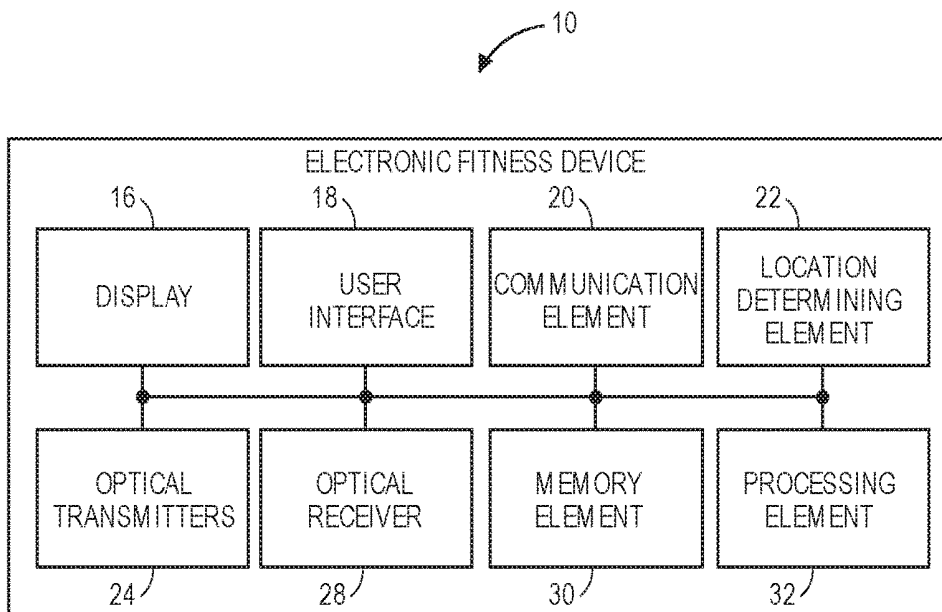 10
ELECTRONIC FITNESS DEVICE
16
18
20
22
DISPLAY
USER
INTERFACE
COMMUNICATION
ELEMENT
LOCATION
DETERMINING
ELEMENT
OPTICAL
TRANSMITTERS
OPTICAL
RECEIVER
MEMORY
ELEMENT
PROCESSING
ELEMENT
24
28
30
32